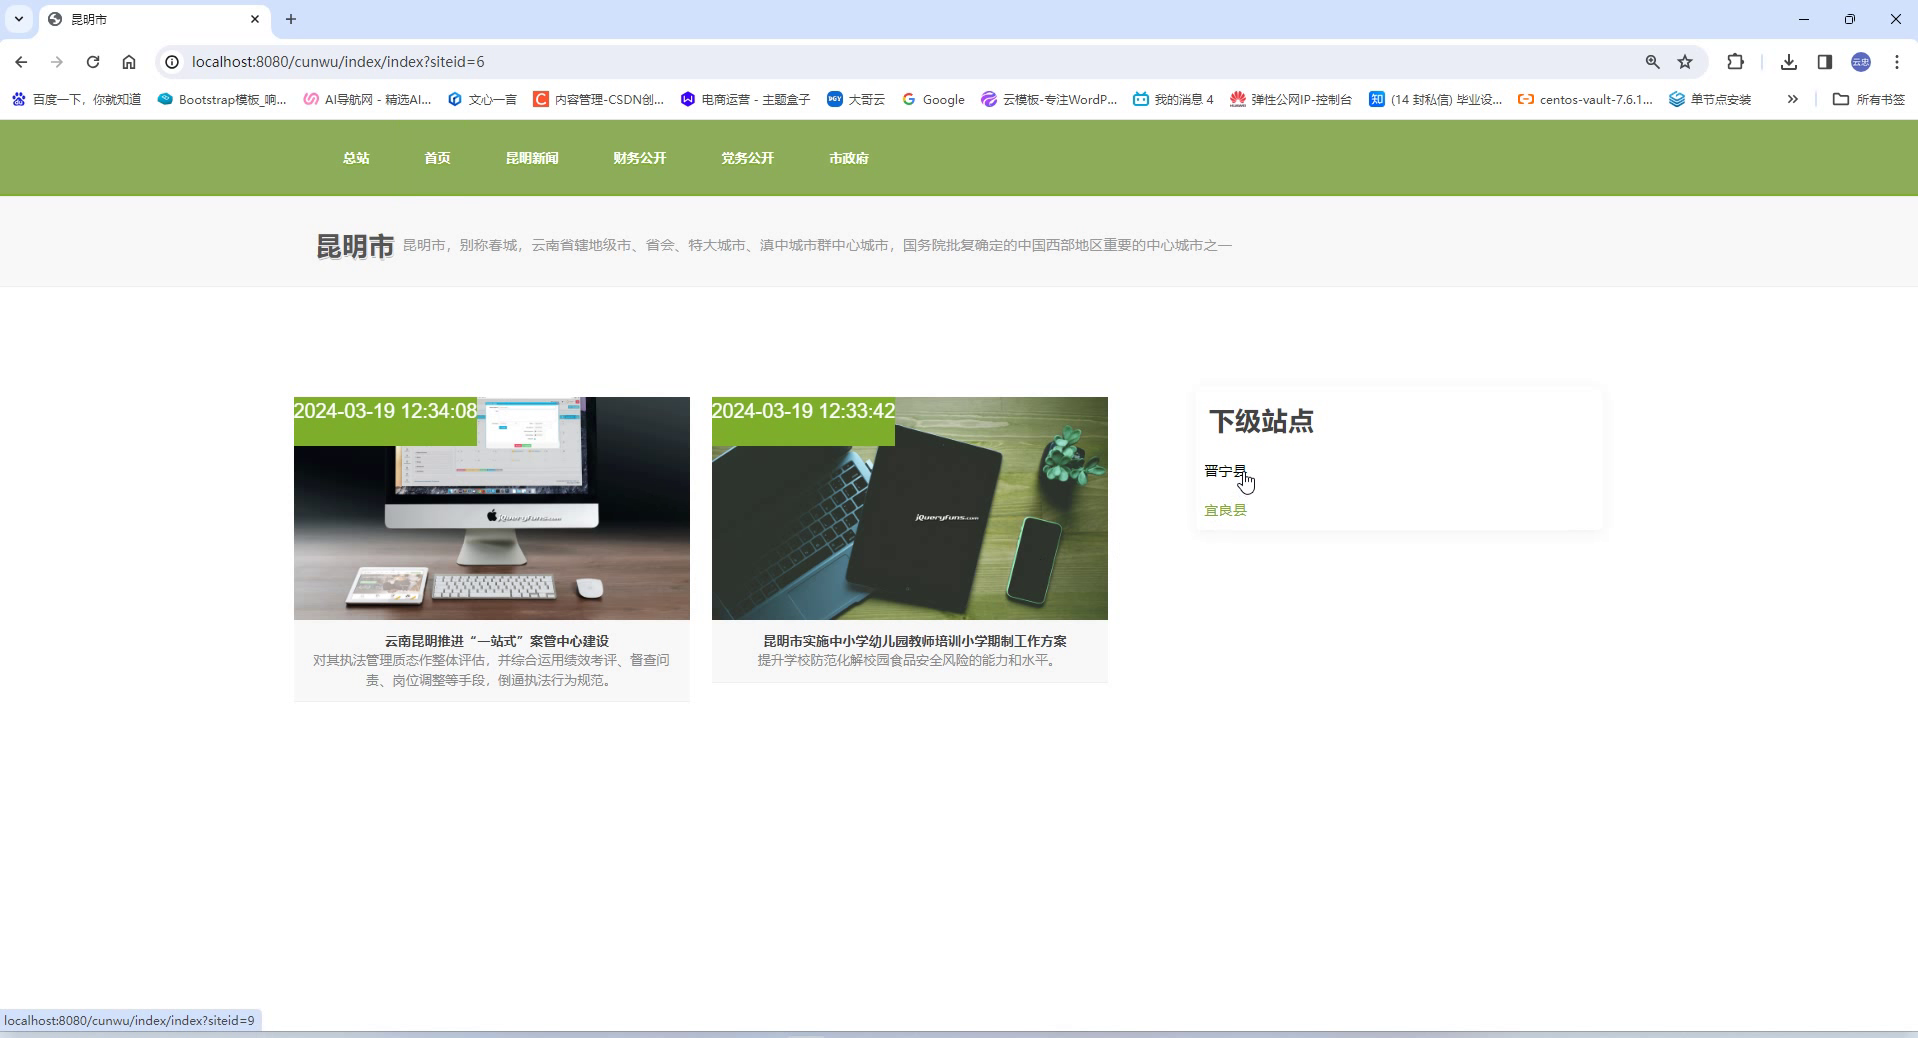 昆明市
localhost:8080/cunwu/index/index?siteid=6
百度一下，你就知道
Bootstrap模板_响...
AI导航网 - 精选AI...
文心一言
内容管理-CSDN创...
电商运营 - 主题盒子
大哥云
Google
云模板-专注WordP...
我的消息 4
弹性公网IP-控制台
(14 封私信) 毕业设...
centos-vault-7.6.1...
单节点安装
所有书签
总站
首页
昆明新闻
财务公开
党务公开
市政府
昆明市
昆明市，别称春城，云南省辖地级市、省会、特大城市、滇中城市群中心城市，国务院批复确定的中国西部地区重要的中心城市之一
2024-03-19 12:34:08
jQueryfuns.com
云南昆明推进“一站式”案管中心建设
对其执法管理质态作整体评估，并综合运用绩效考评、督查问
责、岗位调整等手段，倒逼执法行为规范。
2024-03-19 12:33:42
jQueryfuns.com
昆明市实施中小学幼儿园教师培训小学期制工作方案
提升学校防范化解校园食品安全风险的能力和水平。
下级站点
晋宁县
宜良县
localhost:8080/cunwu/index/index?siteid=9